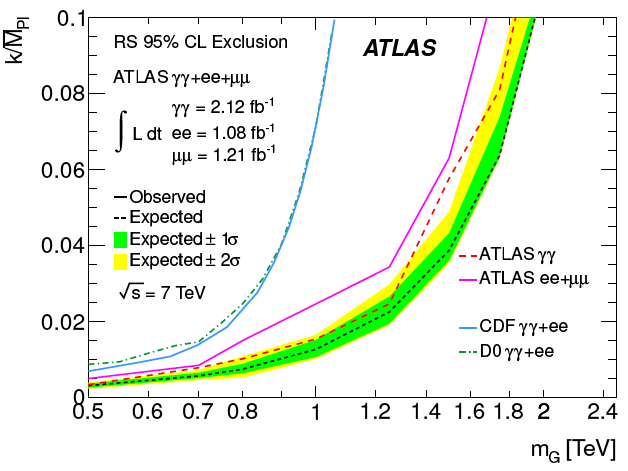 k/M̅Pl
0.1
0.08
0.06
0.04
0.02
0
RS 95% CL Exclusion
ATLAS
ATLAS γγ+ee+μμ
∫ L dt
γγ = 2.12 fb⁻¹
ee = 1.08 fb⁻¹
μμ = 1.21 fb⁻¹
Observed
Expected
Expected ± 1σ
Expected ± 2σ
√s = 7 TeV
ATLAS γγ
ATLAS ee+μμ
CDF γγ+ee
D0 γγ+ee
0.5 0.6 0.7 0.8 1 1.2 1.4 1.6 1.8 2 2.4
mG [TeV]